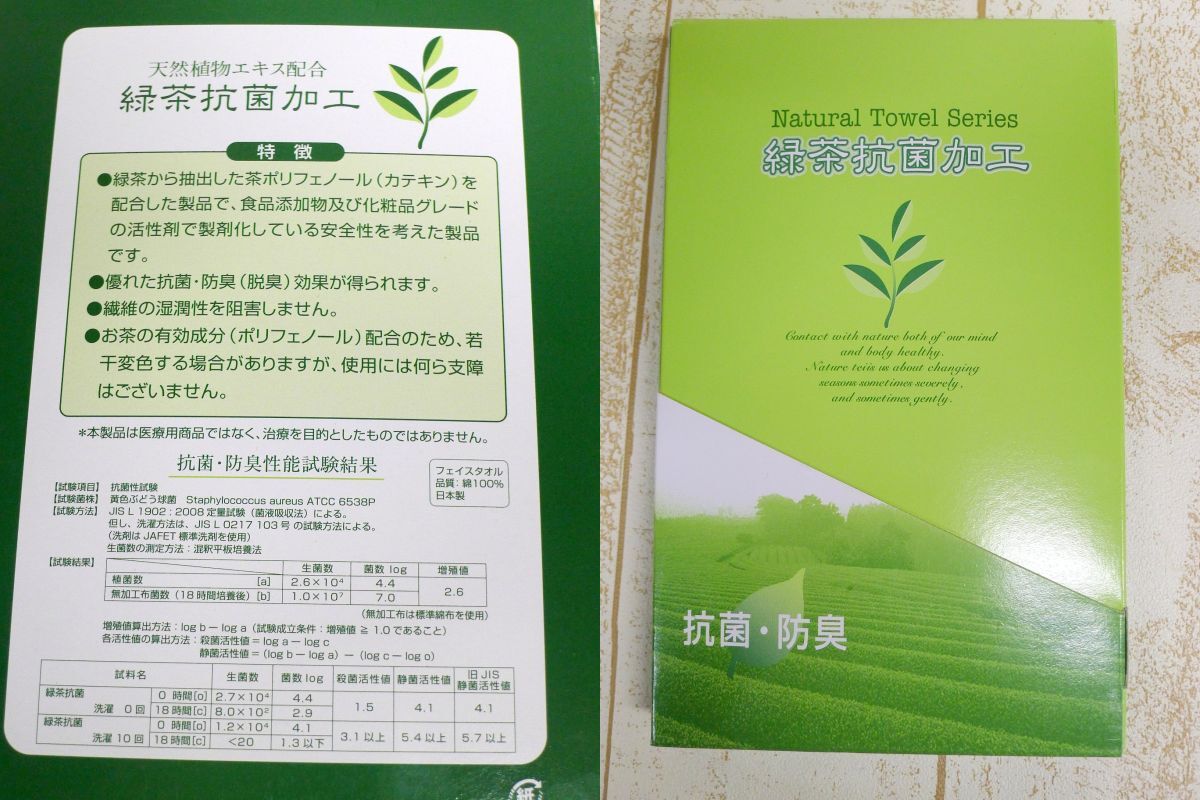 天然植物エキス配合
緑茶抗菌加工
特 徴
●緑茶から抽出した茶ポリフェノール(カテキン)を
配合した製品で、食品添加物及び化粧品グレード
の活性剤で製剤化している安全性を考えた製品
です。
●優れた抗菌・防臭(脱臭)効果が得られます。
●繊維の湿潤性を阻害しません。
●お茶の有効成分(ポリフェノール)配合のため、若
干変色する場合がありますが、使用には何ら支障
はございません。
*本製品は医療用商品ではなく、治療を目的としたものではありません。
抗菌・防臭性能試験結果
フェイスタオル
品質:綿100%
日本製
【試験項目】 抗菌性試験
【試験菌株】 黄色ぶどう球菌 Staphylococcus aureus ATCC 6538P
【試験方法】 JIS L 1902:2008 定量試験(菌液吸収法)による。
但し、洗濯方法は、JIS L 0217 103号の試験方法による。
(洗剤は JAFET 標準洗剤を使用)
生菌数の測定方法:混釈平板培養法
【試験結果】
生菌数 菌数 log 増殖値
植菌数 [a] 2.6×10⁴ 4.4 2.6
無加工布菌数(18時間培養後)[b] 1.0×10⁷ 7.0
(無加工布は標準綿布を使用)
増殖値算出方法:log b ー log a(試験成立条件:増殖値 ≧ 1.0 であること)
各活性値の算出方法:殺菌活性値=log a ー log c
静菌活性値=(log b ー log a) ー (log c ー log o)
試料名 生菌数 菌数 log 殺菌活性値 静菌活性値 旧JIS 静菌活性値
緑茶抗菌 洗濯 0回 0 時間[o] 2.7×10⁴ 4.4 1.5 4.1 4.1
18時間[c] 8.0×10² 2.9
緑茶抗菌 洗濯10回 0 時間[o] 1.2×10⁴ 4.1 3.1以上 5.4以上 5.7以上
18時間[c] <20 1.3以下
紙
Natural Towel Series
緑茶抗菌加工
Contact with nature both of our mind
and body healthy.
Nature teiis us about changing
seasons sometimes severely,
and sometimes gently.
抗菌・防臭